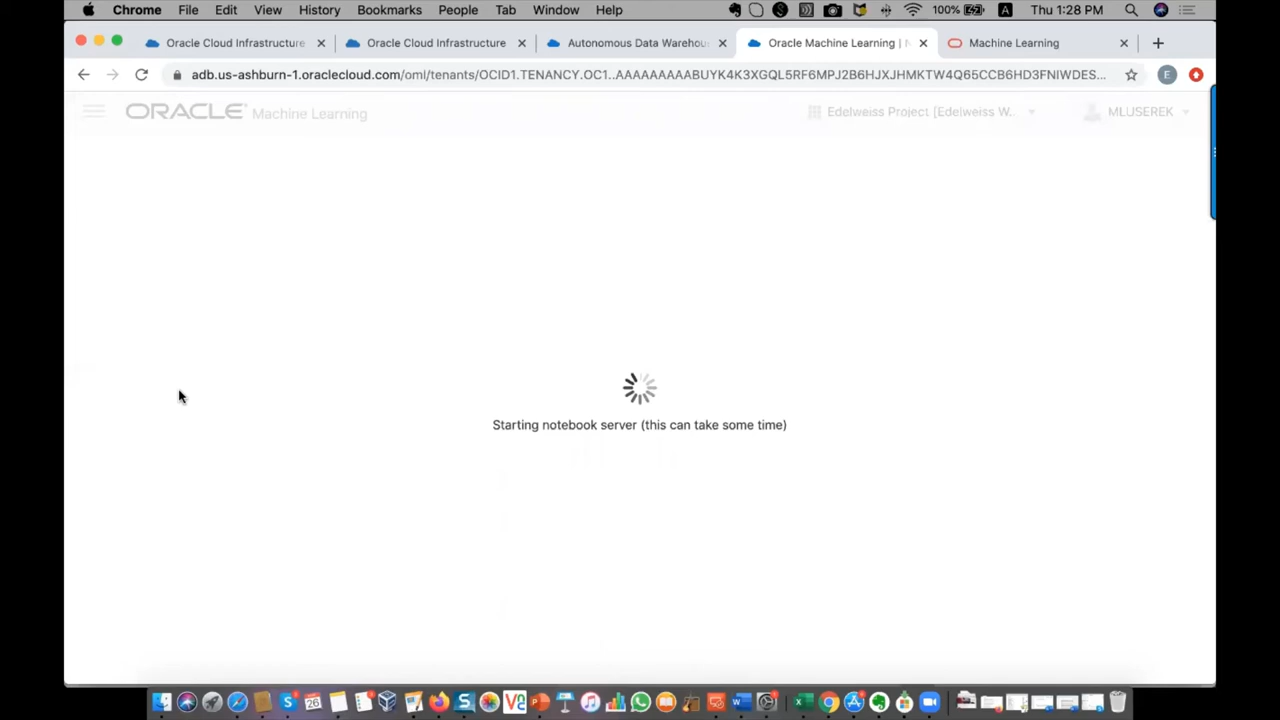 Chrome File Edit View History Bookmarks People Tab Window Help 100% A Thu 1:28 PM
Oracle Cloud Infrastructure Oracle Cloud Infrastructure Autonomous Data Warehou Oracle Machine Learning | Machine Learning
adb.us-ashburn-1.oraclecloud.com/oml/tenants/OCID1.TENANCY.OC1..AAAAAAAABUYK4K3XGQL5RF6MPJ2B6HJXJHMKTW4Q65CCB6HD3FNIWDES... E
ORACLE Machine Learning Edelweiss Project [Edelweiss W... MLUSEREK
Starting notebook server (this can take some time)